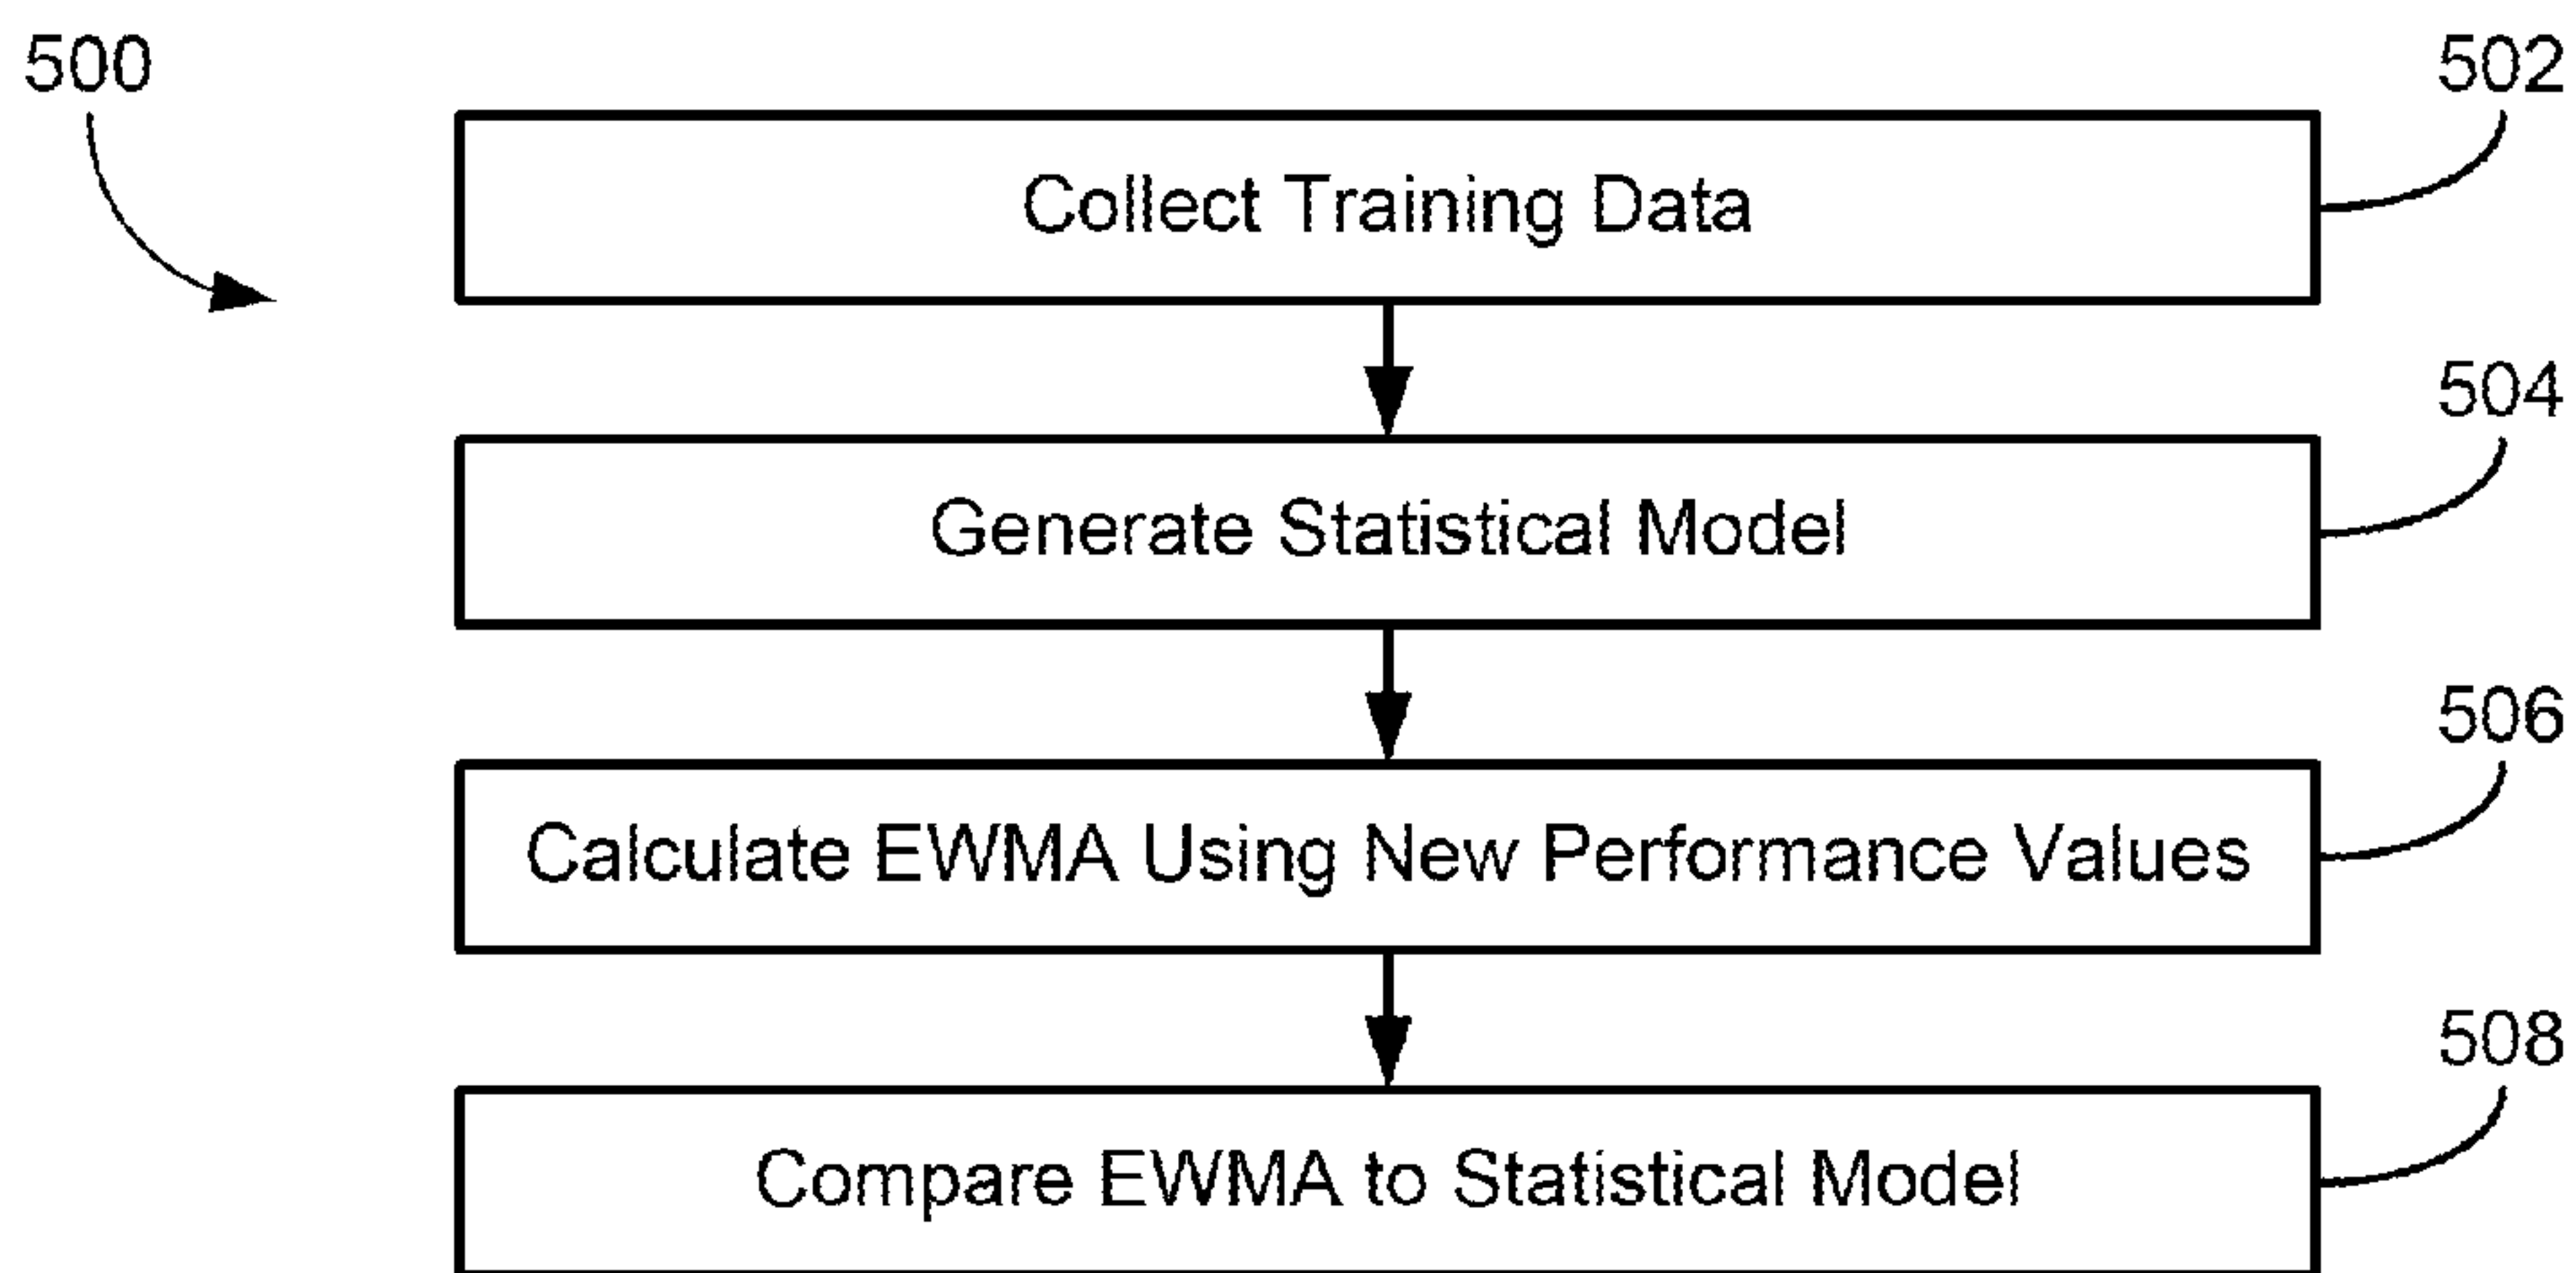 500
502
Collect Training Data
504
Generate Statistical Model
506
Calculate EWMA Using New Performance Values
508
Compare EWMA to Statistical Model